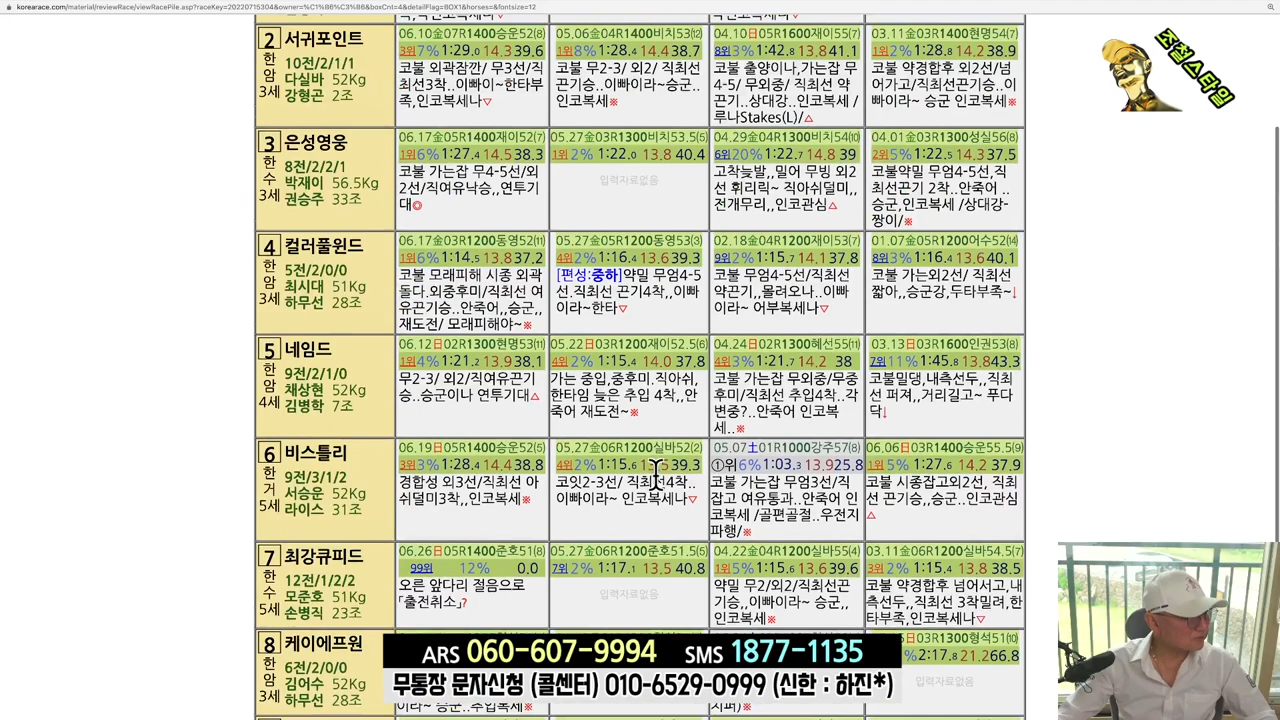 korearace.com/material/reviewRace/viewRacePile.asp?raceKey=20220715304&owner=%C1%B6%C3%B6&boxCnt=4&detailFlag=BOX1&horses=&fontsize=12
조철스타일
2 서귀포인트
한 암 3세
10전/2/1/1
다실바 52Kg
강형곤 2조
06.10金07R1400승운52(8)
3위7% 1:29.0 14.3 39.6
코불 외곽잠깐/ 무3선/직
최선3착..이빠이~한타부
족,인코복세나▽
05.06金04R1400비치53(12)
1위8% 1:28.4 14.4 38.7
코불 무2-3/ 외2/ 직최선
끈기승..이빠이라~ 승군..
인코복세※
04.10日05R1600재이55(7)
8위3% 1:42.8 13.8 41.1
코불 출양이나,가는잡 무
4-5/ 무외중/ 직최선 약
끈기..상대강..인코복세 /
루나Stakes(L)/△
03.11金07R1400현명54(7)
1위2% 1:28.8 14.2 38.9
코불 약경합후 외2선/넘
어가고/직최선끈기승..이
빠이라~ 승군 인코복세※
3 은성영웅
한 수 3세
8전/2/2/1
박재이 56.5Kg
권승주 33조
06.17金05R1400재이52(7)
1위6% 1:27.4 14.5 38.3
코불 가는잡 무4-5선/외
2선/직여유낙승,,연투기
대◎
05.27金03R1300비치53.5(5)
1위2% 1:22.0 13.8 40.4
입력자료없음
04.29金04R1300비치54(10)
6위20% 1:22.7 14.8 39
고착늦발,,밀어 무빙 외2
선 휘리릭~ 직아쉬덜미,,
전개무리,,인코관심△
04.01金03R1300성실56(8)
2위5% 1:22.5 14.3 37.5
코불약밀 무엄4-5선,직
최선끈기 2착..안죽어 ..
승군,인코복세 /상대강-
짱이/※
4 컬러풀윈드
한 암 3세
5전/2/0/0
최시대 51Kg
하무선 28조
06.17金03R1200동영52(11)
1위6% 1:14.5 13.8 37.2
코불 모래피해 시종 외곽
돌다.외중후미/직최선 여
유끈기승..안죽어,,승군,,
재도전/ 모래피해야~※
05.27金05R1200동영53(3)
4위2% 1:16.4 13.6 39.3
[편성:중하]약밀 무엄4-5
선.직최선 끈기4착,,이빠
이라~한타▽
02.18金04R1200재이53(7)
9위2% 1:15.7 14.1 37.8
코불 무엄4-5선/직최선
약끈기,,몰려오나..이빠
이라~ 어부복세나▽
01.07金05R1200어수52(14)
8위3% 1:16.4 13.6 40.1
코불 가는외2선/ 직최선
짧아,,승군강,두타부족~↓
5 네임드
한 암 4세
9전/2/1/0
채상현 52Kg
김병학 7조
06.12日02R1300현명53(11)
1위4% 1:21.2 13.9 38.1
무2-3/ 외2/직여유끈기
승..승군이나 연투기대△
05.22日03R1200재이52.5(6)
4위2% 1:15.4 14.0 37.8
가는 중입,중후미.직아쉬,
한타임 늦은 추입 4착,,안
죽어 재도전~※
04.24日02R1300혜선55(11)
4위3% 1:21.7 14.2 38
코불 가는잡 무외중/무중
후미/직최선 추입4착..각
변중?..안죽어 인코복
세..※
03.13日03R1600인권53(8)
7위11% 1:45.8 13.8 43.3
코불밀댕,내측선두,,직최
선 퍼져,,거리길고~ 푸다
닥↓
6 비스틀리
한 거 5세
9전/3/1/2
서승운 52Kg
라이스 31조
06.19日05R1400승운52(5)
3위3% 1:28.4 14.4 38.8
경합성 외3선/직최선 아
쉬덜미3착,,인코복세※
05.27金06R1200실바52(2)
4위2% 1:15.6 39.3
코잇2-3선/ 직최선4착..
이빠이라~ 인코복세나▽
05.07土01R1000강주57(8)
①위6% 1:03.3 13.9 25.8
코불 가는잡 무엄3선/직
잡고 여유통과..안죽어 인
코복세 /골편골절..우전지
파행/※
06.06日03R1400승운55.5(9)
1위5% 1:27.6 14.2 37.9
코불 시종잡고외2선, 직최
선 끈기승,,승군..인코관심
△
7 최강큐피드
한 수 5세
12전/1/2/2
모준호 51Kg
손병직 23조
06.26日05R1400준호51(8)
99위 12% 0.0
오른 앞다리 절음으로
「출전취소」?
05.27金06R1200준호51.5(5)
7위2% 1:17.1 13.5 40.8
입력자료없음
04.22金04R1200실바55(4)
1위5% 1:16.5 13.6 39.6
약밀 무2/외2/직최선끈
기승,,이빠이라~ 승군,,
인코복세※
03.11金06R1200실바54.5(7)
3위2% 1:15.4 13.8 38.5
코불 약경합후 넘어서고,내
측선두,,직최선 3착밀려,한
타부족,인코복세나▽
8 케이에프원
한 암 3세
6전/2/0/0
김어수 52Kg
하무선 28조
이라~ 승군..추입복세※
03R1300형석51(10)
% 2:17.8 21.2 66.8
입력자료없음
ARS 060-607-9994 SMS 1877-1135
무통장 문자신청 (콜센터) 010-6529-0999 (신한 : 하진*)